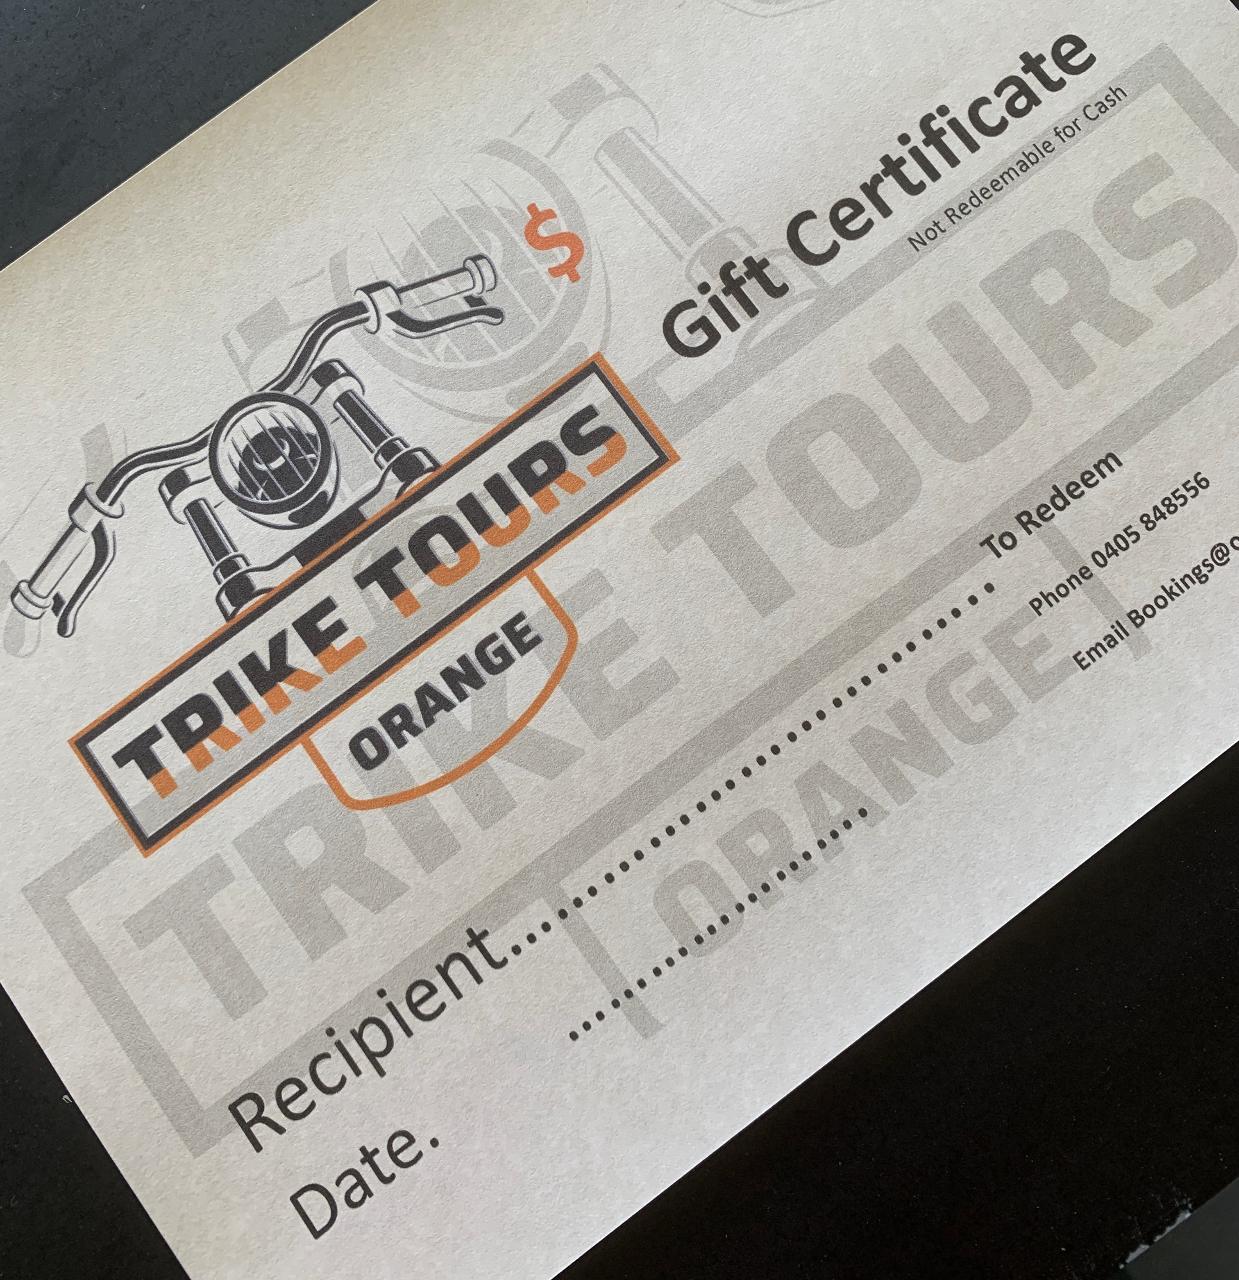 $
Gift Certificate
Not Redeemable for Cash
TRIKE TOURS
ORANGE
TRIKE TOURS
ORANGE
To Redeem
Phone 0405 848556
Email Bookings@o
Recipient..............................................
......................
Date.